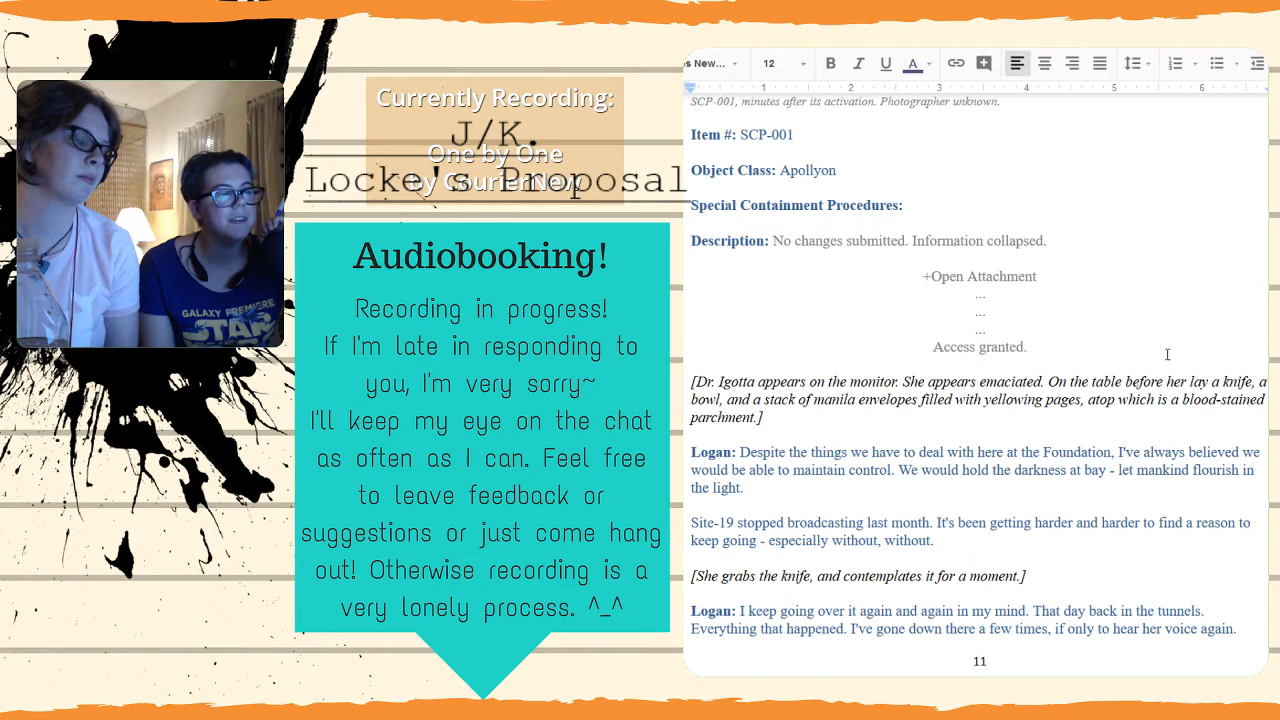 Currently Recording:
J/K.
One by One
Locke's Proposal
by CourierNew
Audiobooking!
Recording in progress!
If I'm late in responding to
you, I'm very sorry~
I'll keep my eye on the chat
as often as I can. Feel free
to leave feedback or
suggestions or just come hang
out! Otherwise recording is a
very lonely process. ^_^
GALAXY PREMIERE
STAR
s New...
12
B I U A
1 2 3 4 5 6
SCP-001, minutes after its activation. Photographer unknown.
Item #: SCP-001
Object Class: Apollyon
Special Containment Procedures:
Description: No changes submitted. Information collapsed.
+Open Attachment
...
...
...
Access granted.
[Dr. Igotta appears on the monitor. She appears emaciated. On the table before her lay a knife, a
bowl, and a stack of manila envelopes filled with yellowing pages, atop which is a blood-stained
parchment.]
Logan: Despite the things we have to deal with here at the Foundation, I've always believed we
would be able to maintain control. We would hold the darkness at bay - let mankind flourish in
the light.
Site-19 stopped broadcasting last month. It's been getting harder and harder to find a reason to
keep going - especially without, without.
[She grabs the knife, and contemplates it for a moment.]
Logan: I keep going over it again and again in my mind. That day back in the tunnels.
Everything that happened. I've gone down there a few times, if only to hear her voice again.
11